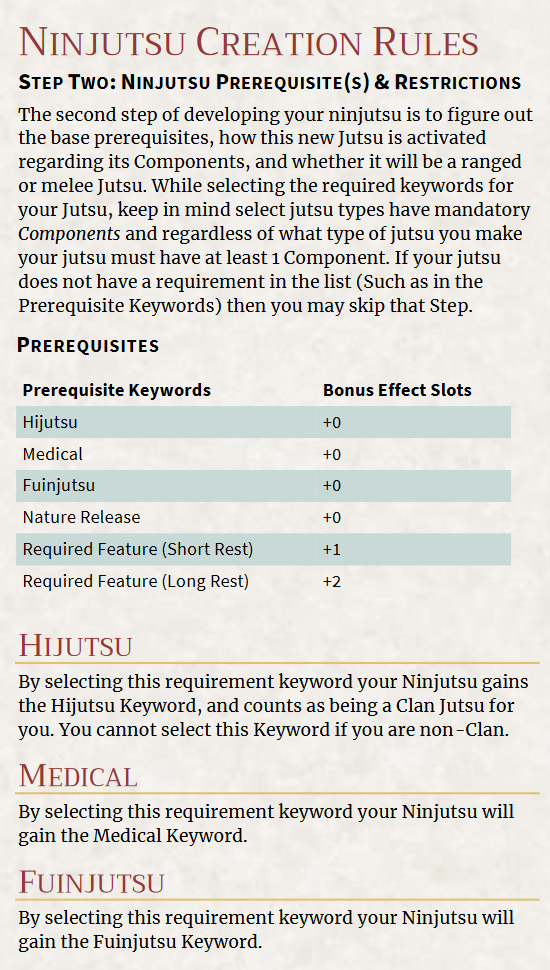 Ninjutsu Creation Rules
Step Two: Ninjutsu Prerequisite(s) & Restrictions
The second step of developing your ninjutsu is to figure out
the base prerequisites, how this new Jutsu is activated
regarding its Components, and whether it will be a ranged
or melee Jutsu. While selecting the required keywords for
your Jutsu, keep in mind select jutsu types have mandatory
Components and regardless of what type of jutsu you make
your jutsu must have at least 1 Component. If your jutsu
does not have a requirement in the list (Such as in the
Prerequisite Keywords) then you may skip that Step.
Prerequisites
Prerequisite Keywords Bonus Effect Slots
Hijutsu +0
Medical +0
Fuinjutsu +0
Nature Release +0
Required Feature (Short Rest) +1
Required Feature (Long Rest) +2
Hijutsu
By selecting this requirement keyword your Ninjutsu gains
the Hijutsu Keyword, and counts as being a Clan Jutsu for
you. You cannot select this Keyword if you are non-Clan.
Medical
By selecting this requirement keyword your Ninjutsu will
gain the Medical Keyword.
Fuinjutsu
By selecting this requirement keyword your Ninjutsu will
gain the Fuinjutsu Keyword.